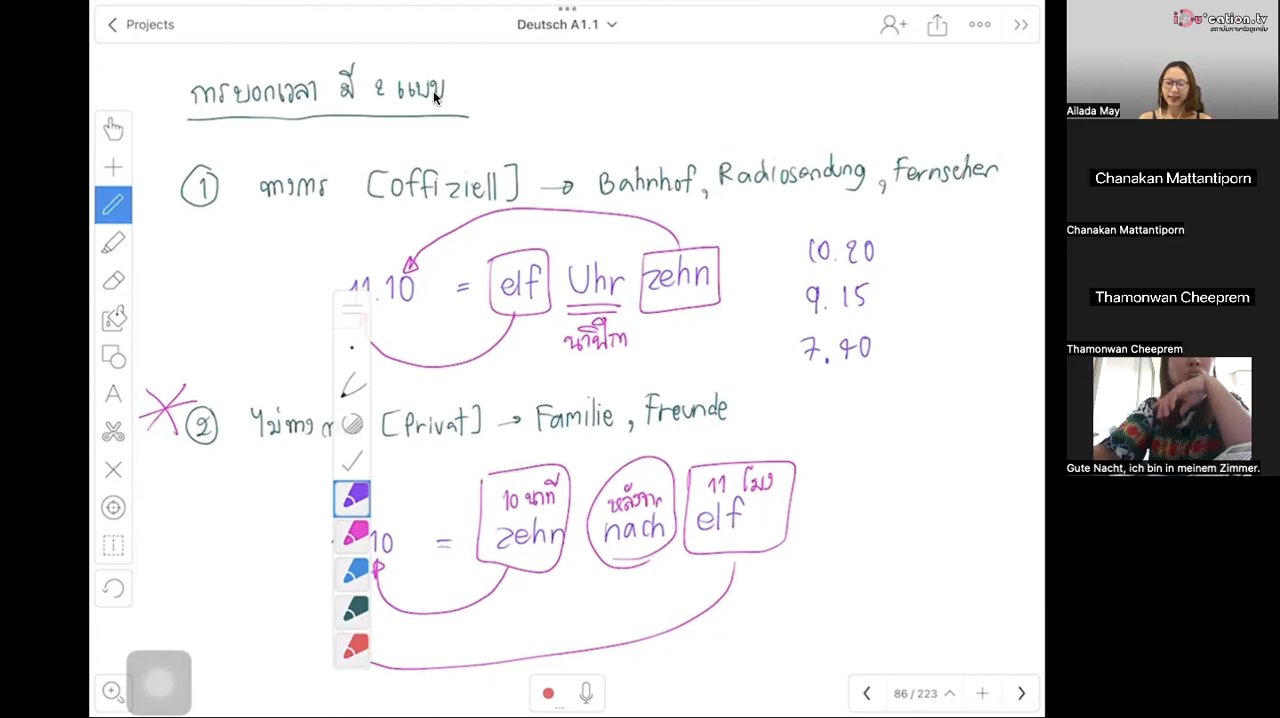 Projects
Deutsch A1.1
การบอกเวลา มี 2 แบบ
① ทางการ [offiziell] → Bahnhof, Radiosendung, Fernsehen
11.10 = elf Uhr zehn
นาฬิกา
10.20
9.15
7.40
② ไม่ทาง [Privat] → Familie, Freunde
10 นาที หลังจาก 11 โมง
10 = zehn nach elf
86 / 223
iDu'cation.tv
Ailada May
Chanakan Mattantiporn
Chanakan Mattantiporn
Thamonwan Cheeprem
Thamonwan Cheeprem
Gute Nacht, ich bin in meinem Zimmer.